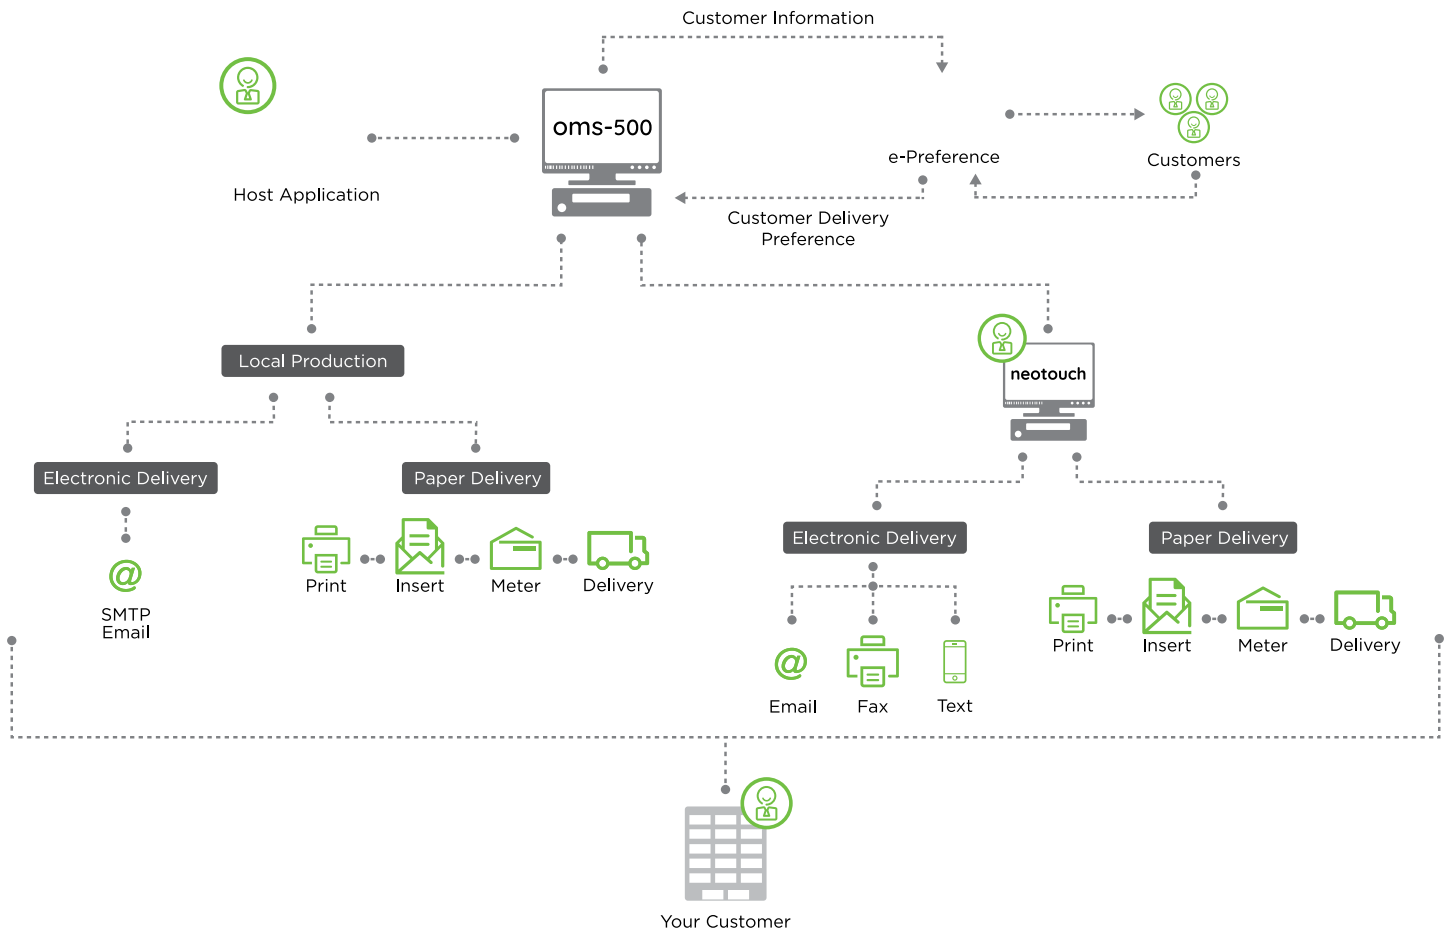 Customer Information
oms-500
e-Preference
Customers
Host Application
Customer Delivery
Preference
Local Production
neotouch
Electronic Delivery
Paper Delivery
Electronic Delivery
Paper Delivery
Print
Insert
Meter
Delivery
SMTP
Email
Print
Insert
Meter
Delivery
Email
Fax
Text
Your Customer